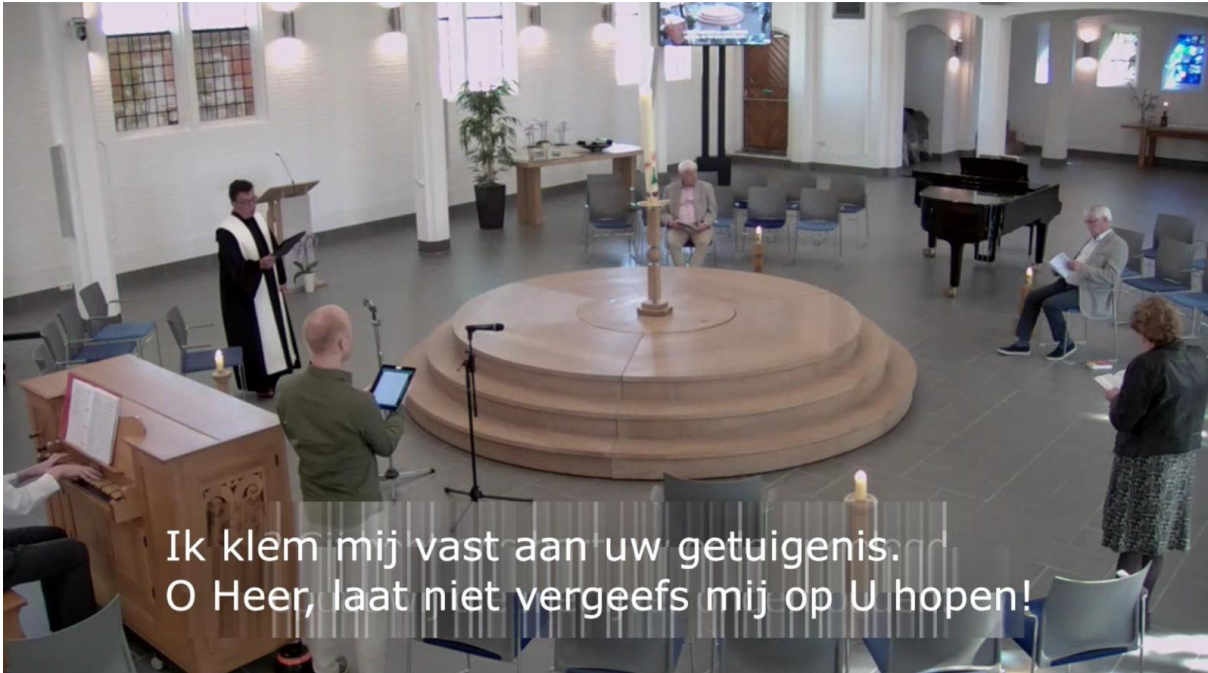 Ik klem mij vast aan uw getuigenis.
O Heer, laat niet vergeefs mij op U hopen!